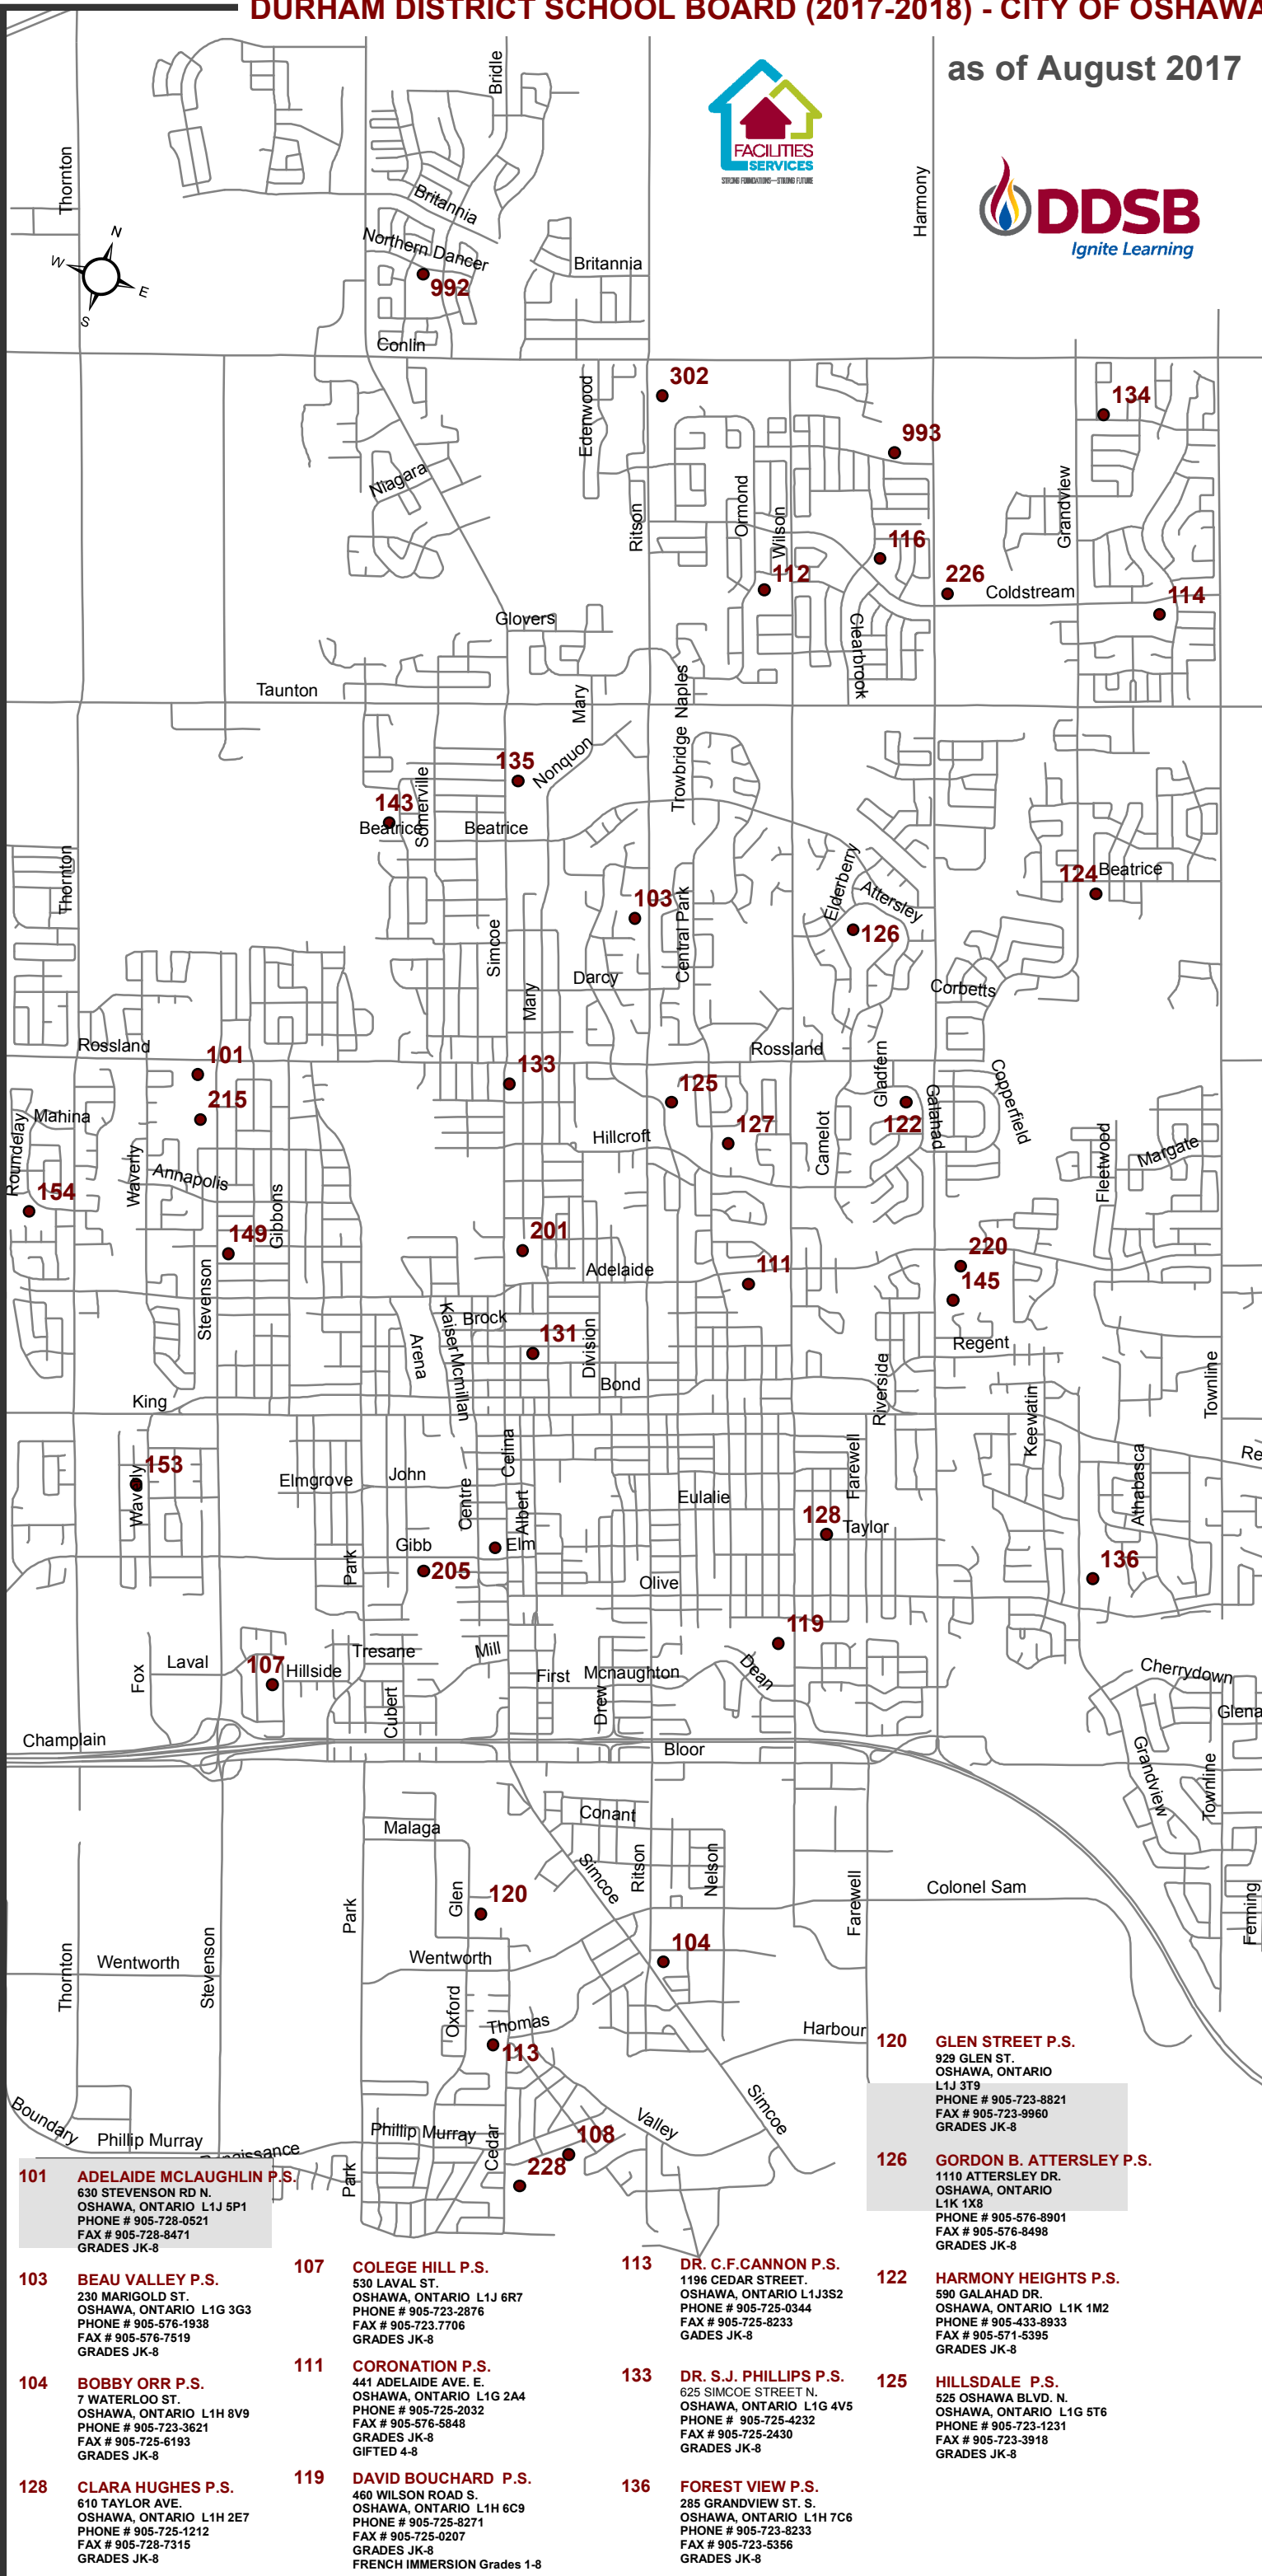 DURHAM DISTRICT SCHOOL BOARD (2017-2018) - CITY OF OSHAWA
as of August 2017
FACILITIES
SERVICES
STRONG FOUNDATIONS—STRONG FUTURE
DDSB
Ignite Learning
Thornton
Bridle
Harmony
Britannia
Northern Dancer
Britannia
992
N
W
E
S
Conlin
302
134
Edenwood
993
Niagara
Grandview
Ritson
Ormond
Wilson
116
112
226
Coldstream
114
Glovers
Clearbrook
Taunton
Mary
Naples
135
Nonquon
Trowbridge
143
Somerville
Beatrice
Beatrice
Thornton
124
Beatrice
Elderberry
Attersley
103
Central Park
126
Simcoe
Darcy
Mary
Corbetts
Rossland
101
Rossland
133
125
Gladfern
Copperfield
215
Mahina
Roundelay
122
Galahad
127
Hillcroft
Camelot
Fleetwood
Margate
Waverly
Annapolis
154
Gibbons
149
201
220
Adelaide
111
145
Stevenson
Kaiser
Brock
Arena
131
Division
Mcmillan
Regent
Riverside
Townline
Bond
King
Keewatin
Celina
Re
153
Waverly
Elmgrove
John
Centre
Albert
Eulalie
Farewell
Athabasca
128
Taylor
Gibb
Elm
Park
205
Olive
136
119
Fox
Laval
107
Hillside
Tresane
Mill
First
Mcnaughton
Dean
Cherrydown
Cubert
Drew
Glena
Champlain
Bloor
Grandview
Townline
Conant
Malaga
Simcoe
Ritson
Nelson
120
Glen
Colonel Sam
Park
Farewell
Fenning
104
Thornton
Wentworth
Stevenson
Wentworth
Oxford
Thomas
113
Harbour
Simcoe
Boundary
Phillip Murray
Phillip Murray
Cedar
Valley
108
228
Park
120 GLEN STREET P.S.
929 GLEN ST.
OSHAWA, ONTARIO
L1J 3T9
PHONE # 905-723-8821
FAX # 905-723-9960
GRADES JK-8
126 GORDON B. ATTERSLEY P.S.
1110 ATTERSLEY DR.
OSHAWA, ONTARIO
L1K 1X8
PHONE # 905-576-8901
FAX # 905-576-8498
GRADES JK-8
101 ADELAIDE MCLAUGHLIN P.S.
630 STEVENSON RD N.
OSHAWA, ONTARIO L1J 5P1
PHONE # 905-728-0521
FAX # 905-728-8471
GRADES JK-8
103 BEAU VALLEY P.S.
230 MARIGOLD ST.
OSHAWA, ONTARIO L1G 3G3
PHONE # 905-576-1938
FAX # 905-576-7519
GRADES JK-8
104 BOBBY ORR P.S.
7 WATERLOO ST.
OSHAWA, ONTARIO L1H 8V9
PHONE # 905-723-3621
FAX # 905-725-6193
GRADES JK-8
128 CLARA HUGHES P.S.
610 TAYLOR AVE.
OSHAWA, ONTARIO L1H 2E7
PHONE # 905-725-1212
FAX # 905-728-7315
GRADES JK-8
107 COLEGE HILL P.S.
530 LAVAL ST.
OSHAWA, ONTARIO L1J 6R7
PHONE # 905-723-2876
FAX # 905-723.7706
GRADES JK-8
111 CORONATION P.S.
441 ADELAIDE AVE. E.
OSHAWA, ONTARIO L1G 2A4
PHONE # 905-725-2032
FAX # 905-576-5848
GRADES JK-8
GIFTED 4-8
119 DAVID BOUCHARD P.S.
460 WILSON ROAD S.
OSHAWA, ONTARIO L1H 6C9
PHONE # 905-725-8271
FAX # 905-725-0207
GRADES JK-8
FRENCH IMMERSION Grades 1-8
113 DR. C.F.CANNON P.S.
1196 CEDAR STREET.
OSHAWA, ONTARIO L1J3S2
PHONE # 905-725-0344
FAX # 905-725-8233
GADES JK-8
133 DR. S.J. PHILLIPS P.S.
625 SIMCOE STREET N.
OSHAWA, ONTARIO L1G 4V5
PHONE # 905-725-4232
FAX # 905-725-2430
GRADES JK-8
136 FOREST VIEW P.S.
285 GRANDVIEW ST. S.
OSHAWA, ONTARIO L1H 7C6
PHONE # 905-723-8233
FAX # 905-723-5356
GRADES JK-8
122 HARMONY HEIGHTS P.S.
590 GALAHAD DR.
OSHAWA, ONTARIO L1K 1M2
PHONE # 905-433-8933
FAX # 905-571-5395
GRADES JK-8
125 HILLSDALE P.S.
525 OSHAWA BLVD. N.
OSHAWA, ONTARIO L1G 5T6
PHONE # 905-723-1231
FAX # 905-723-3918
GRADES JK-8